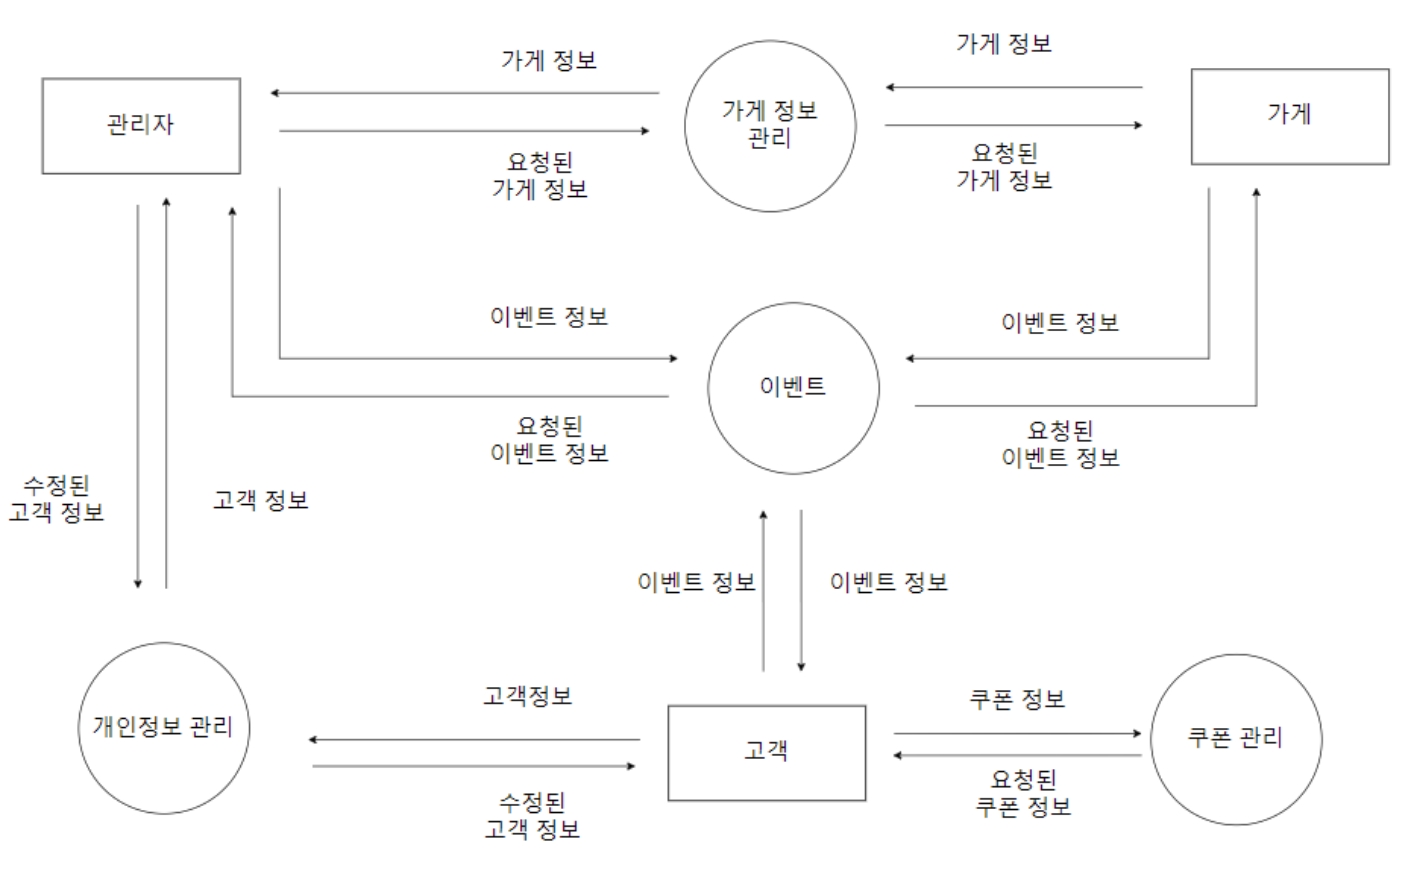 가게 정보
가게 정보
관리자
가게 정보
관리
가게
요청된
가게 정보
요청된
가게 정보
이벤트 정보
이벤트 정보
이벤트
요청된
이벤트 정보
요청된
이벤트 정보
수정된
고객 정보
고객 정보
이벤트 정보
이벤트 정보
고객정보
쿠폰 정보
개인정보 관리
고객
쿠폰 관리
요청된
쿠폰 정보
수정된
고객 정보